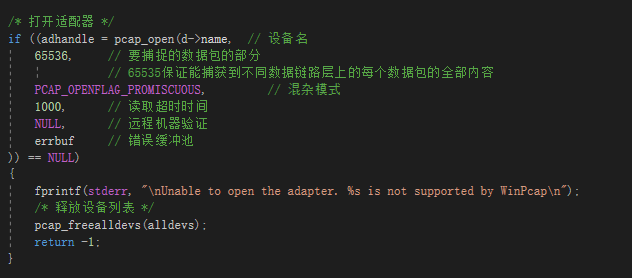 /* 打开适配器 */
if ((adhandle = pcap_open(d->name,  // 设备名
    65536,     // 要捕捉的数据包的部分
               // 65535保证能捕获到不同数据链路层上的每个数据包的全部内容
    PCAP_OPENFLAG_PROMISCUOUS,         // 混杂模式
    1000,      // 读取超时时间
    NULL,      // 远程机器验证
    errbuf     // 错误缓冲池
)) == NULL)
{
    fprintf(stderr, "\nUnable to open the adapter. %s is not supported by WinPcap\n");
    /* 释放设备列表 */
    pcap_freealldevs(alldevs);
    return -1;
}